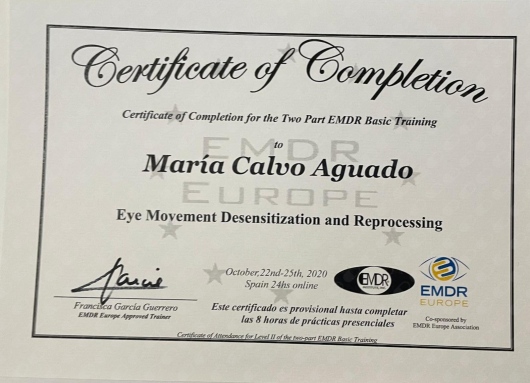 Certificate of Completion
Certificate of Completion for the Two Part EMDR Basic Training
to
EMDR
María Calvo Aguado
EUROPE
Eye Movement Desensitization and Reprocessing
October,22nd-25th, 2020
Spain 24hs online
EMDR
EMDR
EUROPE
Francisca García Guerrero
EMDR Europe Approved Trainer
Este certificado es provisional hasta completar
las 8 horas de prácticas presenciales
Co-sponsored by
EMDR Europe Association
Certificate of Attendance for Level II of the two-part EMDR Basic Training